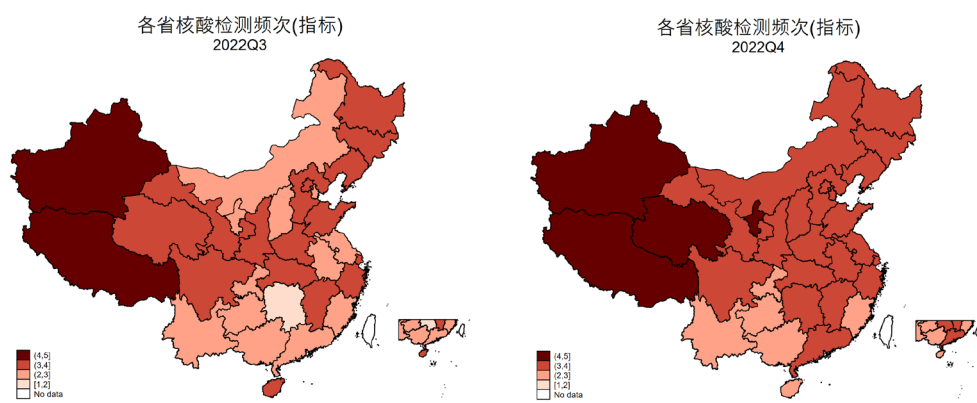 各省核酸检测频次(指标)
2022Q3
(4,5]
(3,4]
(2,3]
[1,2]
No data
各省核酸检测频次(指标)
2022Q4
(4,5]
(3,4]
(2,3]
[1,2]
No data